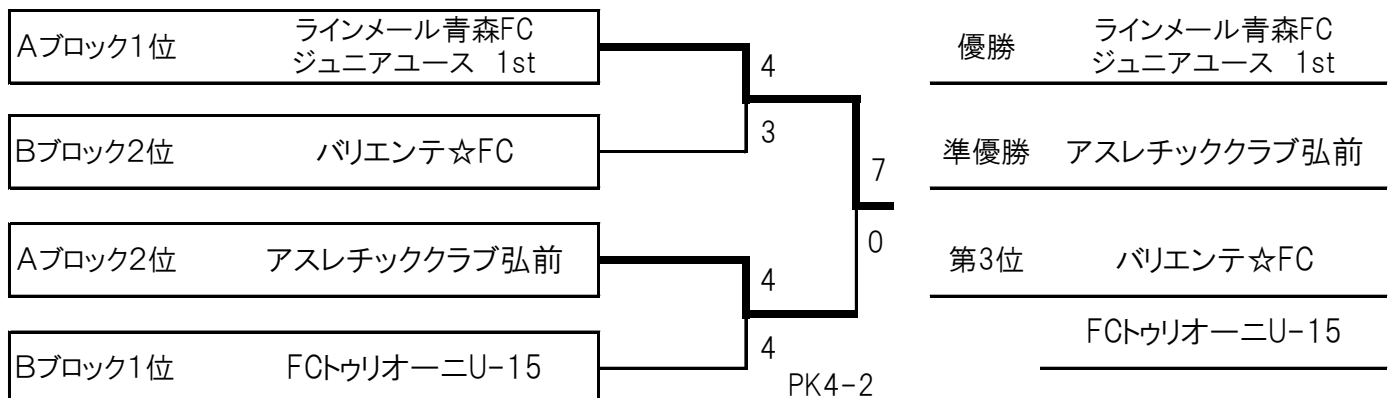 Aブロック1位
ラインメール青森FC
ジュニアユース 1st
4
優勝
ラインメール青森FC
ジュニアユース 1st
Bブロック2位
バリエンテ☆FC
3
7
準優勝
アスレチッククラブ弘前
Aブロック2位
アスレチッククラブ弘前
4
0
第3位
バリエンテ☆FC
FCトゥリオーニU-15
Bブロック1位
FCトゥリオーニU-15
4
PK4-2